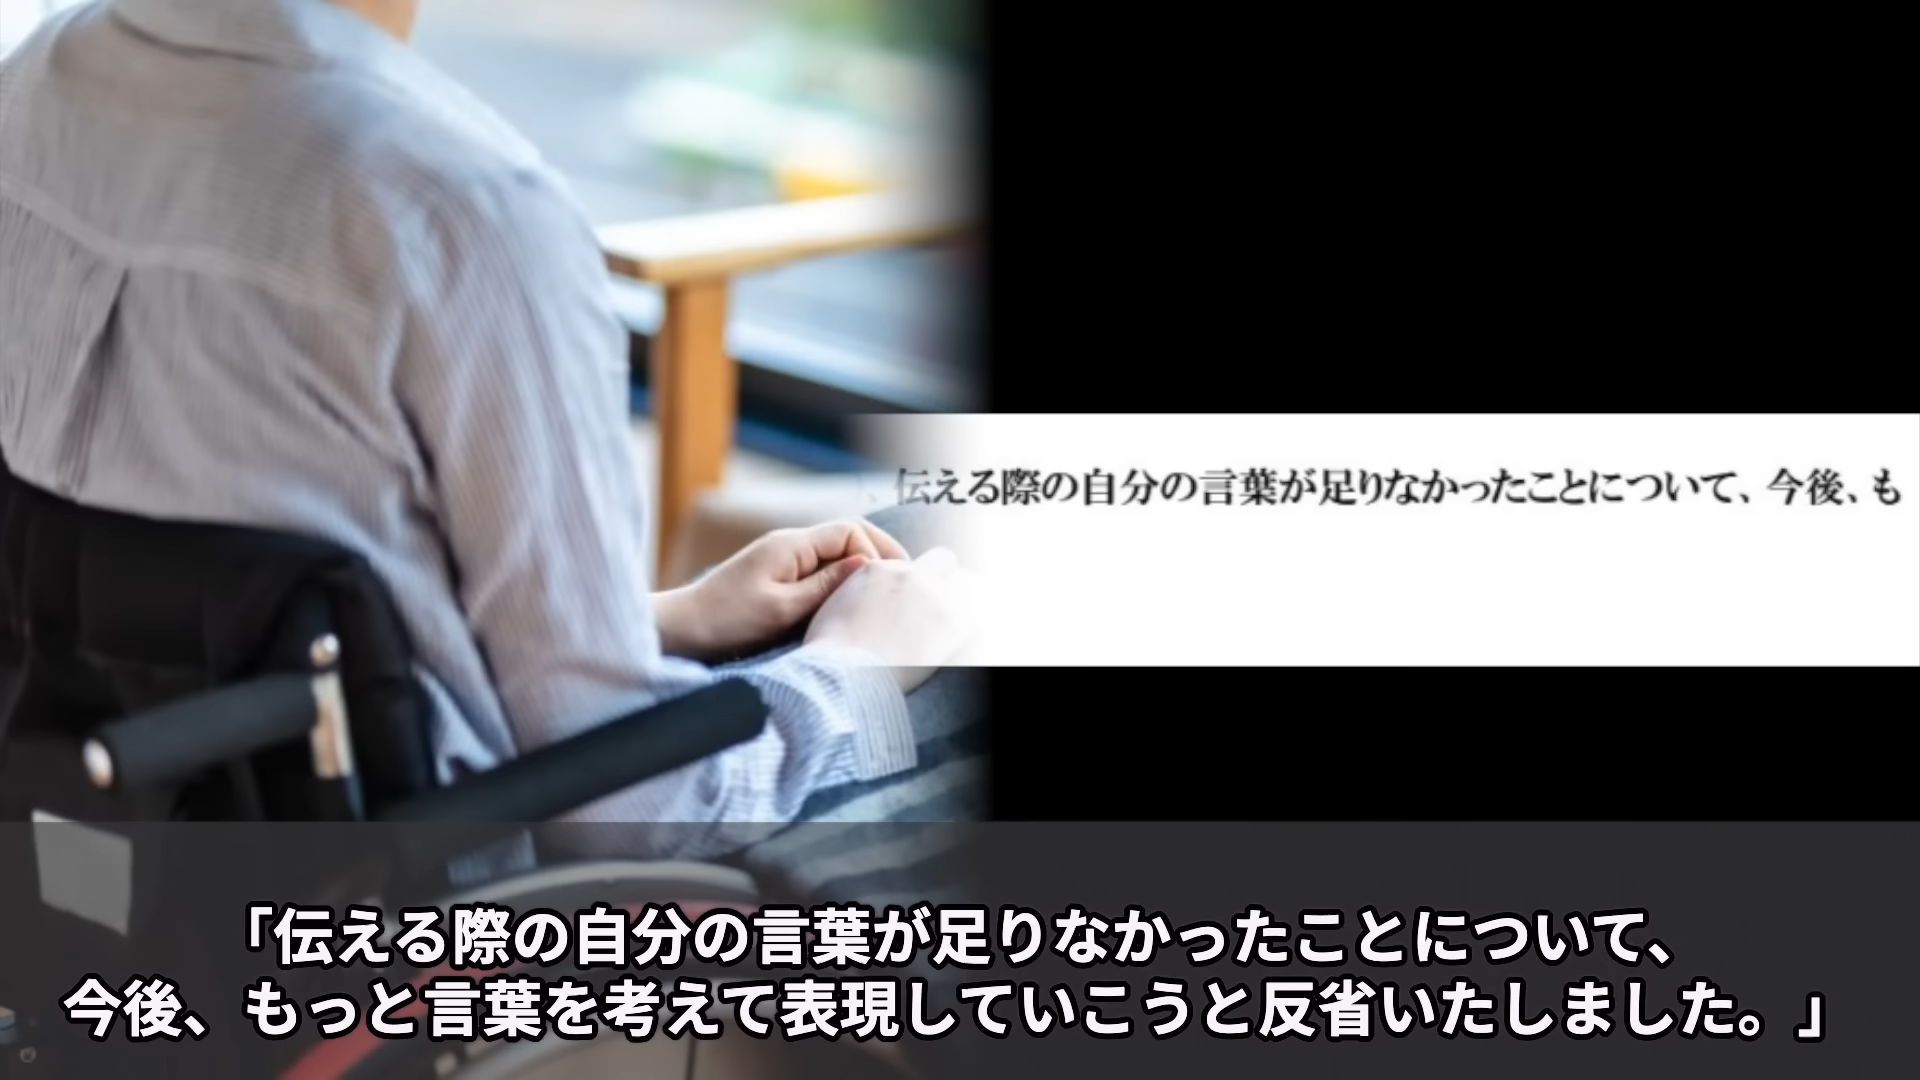 、伝える際の自分の言葉が足りなかったことについて、今後、も
「伝える際の自分の言葉が足りなかったことについて、
今後、もっと言葉を考えて表現していこうと反省いたしました。」